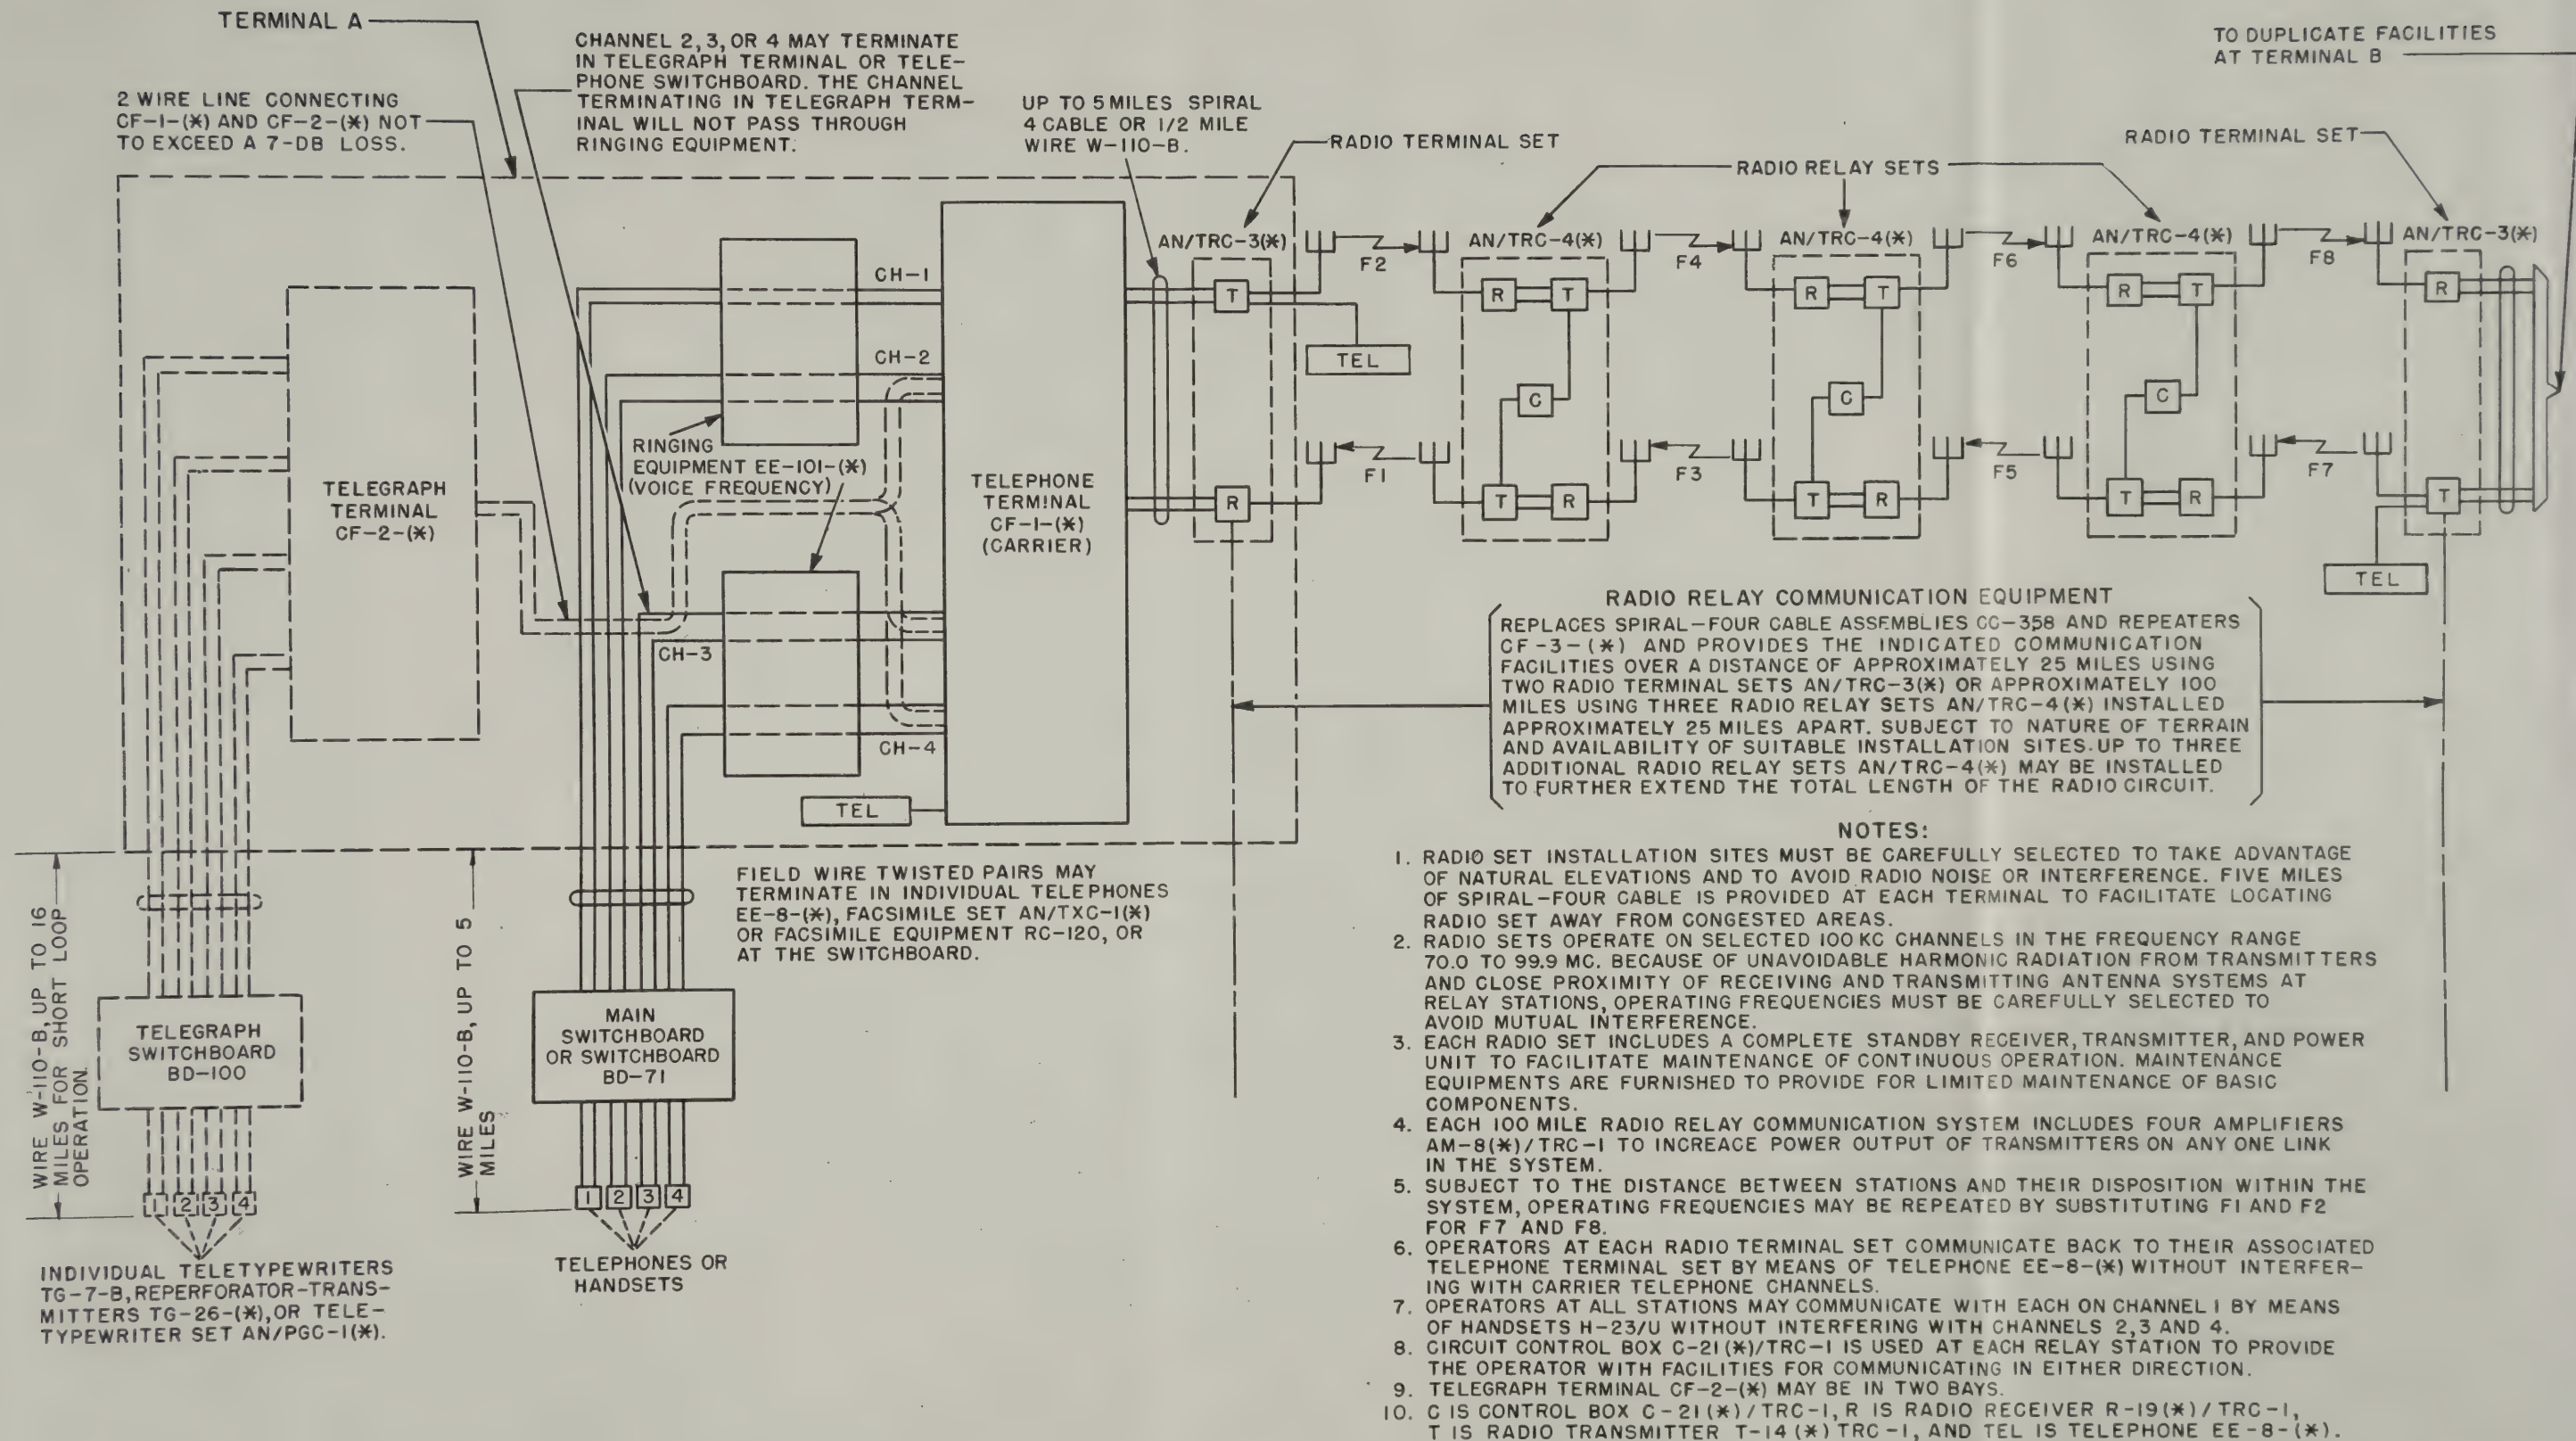 TERMINAL A
2 WIRE LINE CONNECTING
CF-1-(*) AND CF-2-(*) NOT
TO EXCEED A 7-DB LOSS.
CHANNEL 2, 3, OR 4 MAY TERMINATE
IN TELEGRAPH TERMINAL OR TELE-
PHONE SWITCHBOARD. THE CHANNEL
TERMINATING IN TELEGRAPH TERM-
INAL WILL NOT PASS THROUGH
RINGING EQUIPMENT.
UP TO 5 MILES SPIRAL
4 CABLE OR 1/2 MILE
WIRE W-110-B.
RADIO TERMINAL SET
RADIO RELAY SETS
RADIO TERMINAL SET
TO DUPLICATE FACILITIES
AT TERMINAL B
AN/TRC-3(*)
AN/TRC-4(*)
AN/TRC-4(*)
AN/TRC-4(*)
AN/TRC-3(*)
F2
F4
F6
F8
T
R T
R T
R T
R
TEL
C
C
C
F1
F3
F5
F7
R
T R
T R
T R
T
TEL
CH-1
CH-2
RINGING
EQUIPMENT EE-101-(*)
(VOICE FREQUENCY)
CH-3
CH-4
TEL
TELEGRAPH
TERMINAL
CF-2-(*)
TELEPHONE
TERMINAL
CF-1-(*)
(CARRIER)
RADIO RELAY COMMUNICATION EQUIPMENT
REPLACES SPIRAL-FOUR CABLE ASSEMBLIES CC-358 AND REPEATERS
CF-3-(*) AND PROVIDES THE INDICATED COMMUNICATION
FACILITIES OVER A DISTANCE OF APPROXIMATELY 25 MILES USING
TWO RADIO TERMINAL SETS AN/TRC-3(*) OR APPROXIMATELY 100
MILES USING THREE RADIO RELAY SETS AN/TRC-4(*) INSTALLED
APPROXIMATELY 25 MILES APART. SUBJECT TO NATURE OF TERRAIN
AND AVAILABILITY OF SUITABLE INSTALLATION SITES. UP TO THREE
ADDITIONAL RADIO RELAY SETS AN/TRC-4(*) MAY BE INSTALLED
TO FURTHER EXTEND THE TOTAL LENGTH OF THE RADIO CIRCUIT.
WIRE W-110-B, UP TO 16
MILES FOR SHORT LOOP
OPERATION.
WIRE W-110-B, UP TO 5
MILES
FIELD WIRE TWISTED PAIRS MAY
TERMINATE IN INDIVIDUAL TELEPHONES
EE-8-(*), FACSIMILE SET AN/TXC-1(*)
OR FACSIMILE EQUIPMENT RC-120, OR
AT THE SWITCHBOARD.
TELEGRAPH
SWITCHBOARD
BD-100
MAIN
SWITCHBOARD
OR SWITCHBOARD
BD-71
1 2 3 4
1 2 3 4
INDIVIDUAL TELETYPEWRITERS
TG-7-B, REPERFORATOR-TRANS-
MITTERS TG-26-(*), OR TELE-
TYPEWRITER SET AN/PGC-1(*).
TELEPHONES OR
HANDSETS
NOTES:
1. RADIO SET INSTALLATION SITES MUST BE CAREFULLY SELECTED TO TAKE ADVANTAGE
OF NATURAL ELEVATIONS AND TO AVOID RADIO NOISE OR INTERFERENCE. FIVE MILES
OF SPIRAL-FOUR CABLE IS PROVIDED AT EACH TERMINAL TO FACILITATE LOCATING
RADIO SET AWAY FROM CONGESTED AREAS.
2. RADIO SETS OPERATE ON SELECTED 100 KC CHANNELS IN THE FREQUENCY RANGE
70.0 TO 99.9 MC. BECAUSE OF UNAVOIDABLE HARMONIC RADIATION FROM TRANSMITTERS
AND CLOSE PROXIMITY OF RECEIVING AND TRANSMITTING ANTENNA SYSTEMS AT
RELAY STATIONS, OPERATING FREQUENCIES MUST BE CAREFULLY SELECTED TO
AVOID MUTUAL INTERFERENCE.
3. EACH RADIO SET INCLUDES A COMPLETE STANDBY RECEIVER, TRANSMITTER, AND POWER
UNIT TO FACILITATE MAINTENANCE OF CONTINUOUS OPERATION. MAINTENANCE
EQUIPMENTS ARE FURNISHED TO PROVIDE FOR LIMITED MAINTENANCE OF BASIC
COMPONENTS.
4. EACH 100 MILE RADIO RELAY COMMUNICATION SYSTEM INCLUDES FOUR AMPLIFIERS
AM-8(*)/TRC-1 TO INCREACE POWER OUTPUT OF TRANSMITTERS ON ANY ONE LINK
IN THE SYSTEM.
5. SUBJECT TO THE DISTANCE BETWEEN STATIONS AND THEIR DISPOSITION WITHIN THE
SYSTEM, OPERATING FREQUENCIES MAY BE REPEATED BY SUBSTITUTING F1 AND F2
FOR F7 AND F8.
6. OPERATORS AT EACH RADIO TERMINAL SET COMMUNICATE BACK TO THEIR ASSOCIATED
TELEPHONE TERMINAL SET BY MEANS OF TELEPHONE EE-8-(*) WITHOUT INTERFER-
ING WITH CARRIER TELEPHONE CHANNELS.
7. OPERATORS AT ALL STATIONS MAY COMMUNICATE WITH EACH ON CHANNEL 1 BY MEANS
OF HANDSETS H-23/U WITHOUT INTERFERING WITH CHANNELS 2, 3 AND 4.
8. CIRCUIT CONTROL BOX C-21(*)/TRC-1 IS USED AT EACH RELAY STATION TO PROVIDE
THE OPERATOR WITH FACILITIES FOR COMMUNICATING IN EITHER DIRECTION.
9. TELEGRAPH TERMINAL CF-2-(*) MAY BE IN TWO BAYS.
10. C IS CONTROL BOX C-21(*)/TRC-1, R IS RADIO RECEIVER R-19(*)/TRC-1,
T IS RADIO TRANSMITTER T-14(*)TRC-1, AND TEL IS TELEPHONE EE-8-(*).